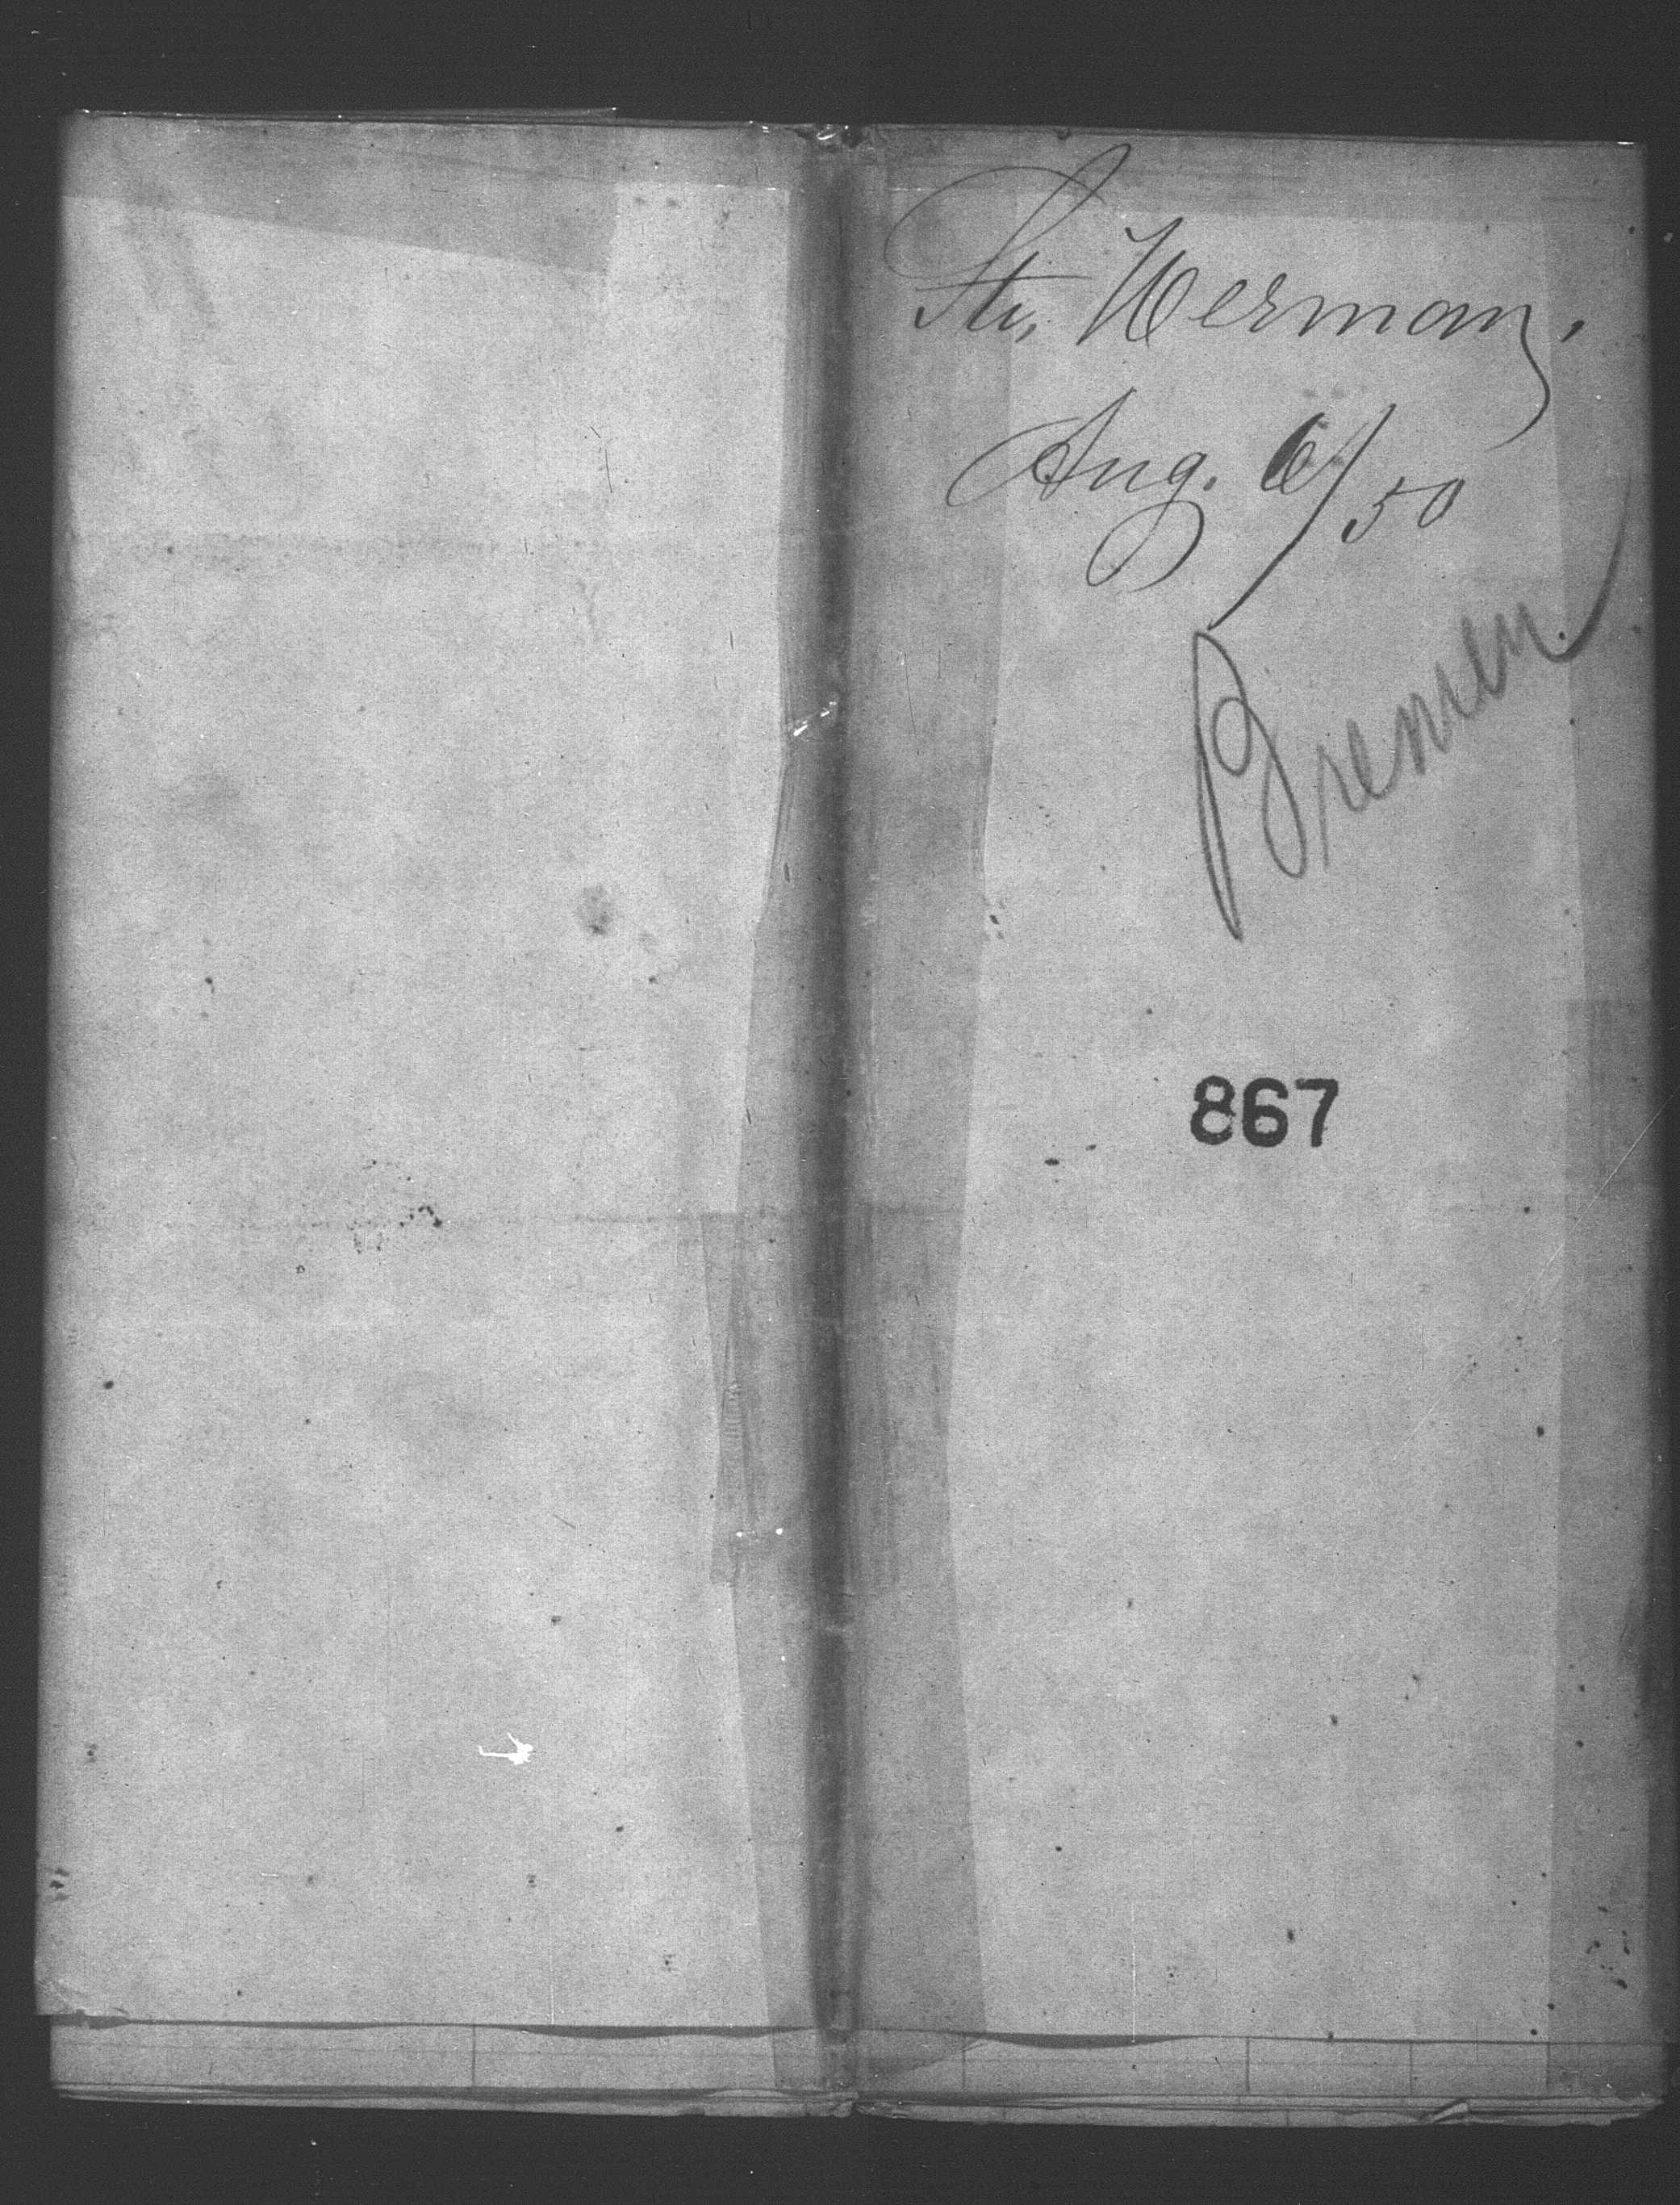 Str. Herman,
Aug. 6/50
Bremen
867